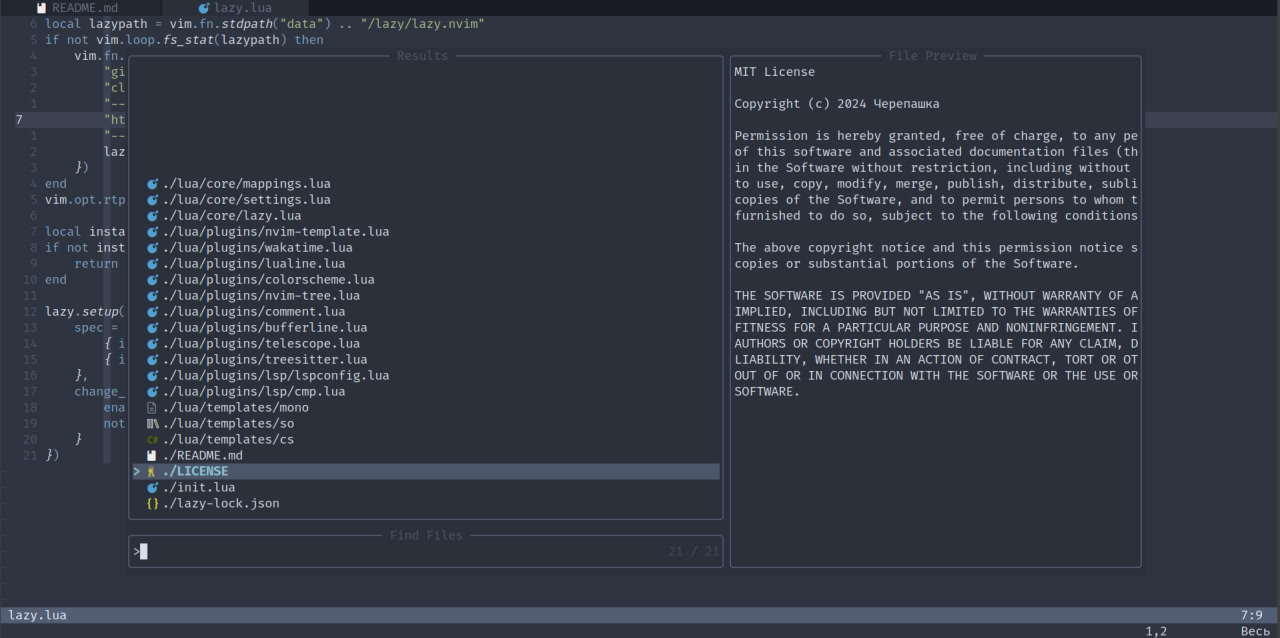 README.md lazy.lua
6 local lazypath = vim.fn.stdpath("data") .. "/lazy/lazy.nvim"
5 if not vim.loop.fs_stat(lazypath) then
4 vim.fn.
3 "gi
2 "cl
1 "--
7 "ht
1 "--
2 laz
3 })
4 end
5 vim.opt.rtp
6
7 local insta
8 if not inst
9 return
10 end
11
12 lazy.setup(
13 spec =
14 { i
15 { i
16 },
17 change_
18 ena
19 not
20 }
21 })
Results
./lua/core/mappings.lua
./lua/core/settings.lua
./lua/core/lazy.lua
./lua/plugins/nvim-template.lua
./lua/plugins/wakatime.lua
./lua/plugins/lualine.lua
./lua/plugins/colorscheme.lua
./lua/plugins/nvim-tree.lua
./lua/plugins/comment.lua
./lua/plugins/bufferline.lua
./lua/plugins/telescope.lua
./lua/plugins/treesitter.lua
./lua/plugins/lsp/lspconfig.lua
./lua/plugins/lsp/cmp.lua
./lua/templates/mono
./lua/templates/so
./lua/templates/cs
./README.md
> ./LICENSE
./init.lua
{} ./lazy-lock.json
Find Files
> 21 / 21
File Preview
MIT License
Copyright (c) 2024 Черепашка
Permission is hereby granted, free of charge, to any pe
of this software and associated documentation files (th
in the Software without restriction, including without
to use, copy, modify, merge, publish, distribute, subli
copies of the Software, and to permit persons to whom t
furnished to do so, subject to the following conditions
The above copyright notice and this permission notice s
copies or substantial portions of the Software.
THE SOFTWARE IS PROVIDED "AS IS", WITHOUT WARRANTY OF A
IMPLIED, INCLUDING BUT NOT LIMITED TO THE WARRANTIES OF
FITNESS FOR A PARTICULAR PURPOSE AND NONINFRINGEMENT. I
AUTHORS OR COPYRIGHT HOLDERS BE LIABLE FOR ANY CLAIM, D
LIABILITY, WHETHER IN AN ACTION OF CONTRACT, TORT OR OT
OUT OF OR IN CONNECTION WITH THE SOFTWARE OR THE USE OR
SOFTWARE.
lazy.lua 7:9
1,2 Весь